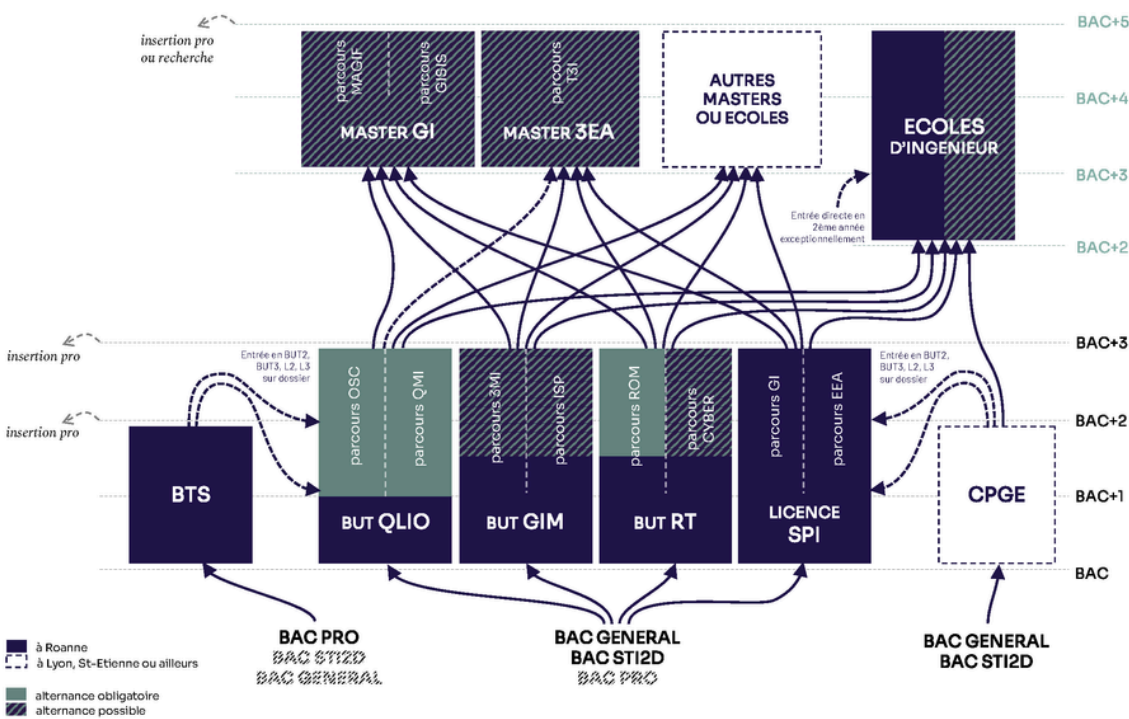 BAC+5
insertion pro
ou recherche
parcours
MAGIF
parcours
GISIS
MASTER GI
parcours
T3I
MASTER 3EA
AUTRES
MASTERS
OU ECOLES
ECOLES
D'INGENIEUR
BAC+4
BAC+3
Entrée directe en
2ème année
exceptionnellement
BAC+2
BAC+3
insertion pro
Entrée en BUT2,
BUT3, L2, L3
sur dossier
Entrée en BUT2,
BUT3, L2, L3
sur dossier
insertion pro
BAC+2
BTS
parcours OSC
parcours QMI
BUT QLIO
parcours 3MI
parcours ISP
BUT GIM
parcours ROM
parcours
CYBER
BUT RT
parcours GI
parcours EEA
LICENCE
SPI
CPGE
BAC+1
BAC
BAC PRO
BAC STI2D
BAC GENERAL
BAC GENERAL
BAC STI2D
BAC PRO
BAC GENERAL
BAC STI2D
à Roanne
à Lyon, St-Etienne ou ailleurs
alternance obligatoire
alternance possible